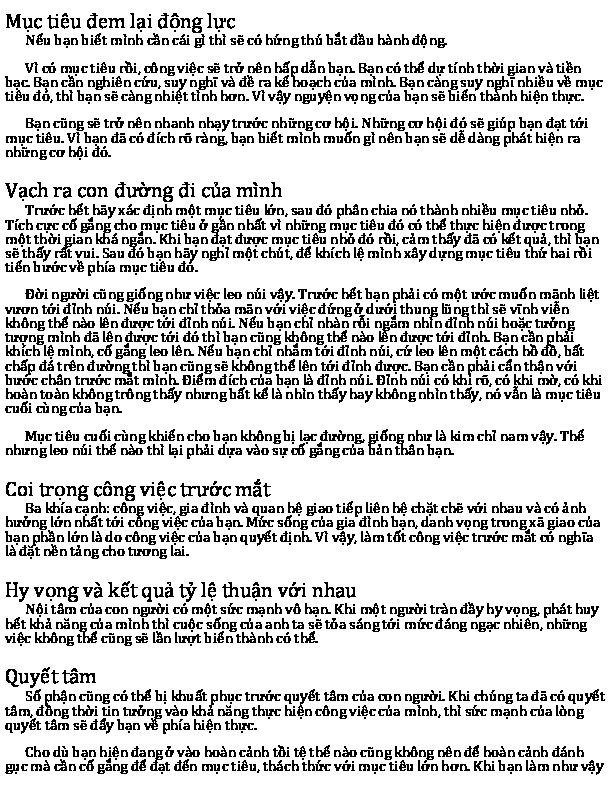 Mục tiêu đem lại động lực
Nếu bạn biết mình cần cái gì thì sẽ có hứng thú bắt đầu hành động.
Vì có mục tiêu rồi, công việc sẽ trở nên hấp dẫn bạn. Bạn có thể dự tính thời gian và tiền
bạc. Bạn cần nghiên cứu, suy nghĩ và đề ra kế hoạch của mình. Bạn càng suy nghĩ nhiều về mục
tiêu đó, thì bạn sẽ càng nhiệt tình hơn. Vì vậy nguyện vọng của bạn sẽ biến thành hiện thực.
Bạn cũng sẽ trở nên nhanh nhạy trước những cơ hội. Những cơ hội đó sẽ giúp bạn đạt tới
mục tiêu. Vì bạn đã có đích rõ ràng, bạn biết mình muốn gì nên bạn sẽ dễ dàng phát hiện ra
những cơ hội đó.
Vạch ra con đường đi của mình
Trước hết hãy xác định một mục tiêu lớn, sau đó phân chia nó thành nhiều mục tiêu nhỏ.
Tích cực cố gắng cho mục tiêu ở gần nhất vì những mục tiêu đó có thể thực hiện được trong
một thời gian khá ngắn. Khi bạn đạt được mục tiêu nhỏ đó rồi, cảm thấy đã có kết quả, thì bạn
sẽ thấy rất vui. Sau đó bạn hãy nghỉ một chút, để khích lệ mình xây dựng mục tiêu thứ hai rồi
tiến bước về phía mục tiêu đó.
Đời người cũng giống như việc leo núi vậy. Trước hết bạn phải có một ước muốn mãnh liệt
vươn tới đỉnh núi. Nếu bạn chỉ thỏa mãn với việc đứng ở dưới thung lũng thì sẽ vĩnh viễn
không thể nào lên được tới đỉnh núi. Nếu bạn chỉ nhàn rỗi ngắm nhìn đỉnh núi hoặc tưởng
tượng mình đã lên được tới đó thì bạn cũng không thể nào lên được tới đỉnh. Bạn cần phải
khích lệ mình, cố gắng leo lên. Nếu bạn chỉ nhằm tới đỉnh núi, cứ leo lên một cách hồ đồ, bất
chấp đá trên đường thì bạn cũng sẽ không thể lên tới đỉnh được. Bạn cần phải cẩn thận với
bước chân trước mắt mình. Điểm đích của bạn là đỉnh núi. Đỉnh núi có khi rõ, có khi mờ, có khi
hoàn toàn không trông thấy nhưng bất kể là nhìn thấy hay không nhìn thấy, nó vẫn là mục tiêu
cuối cùng của bạn.
Mục tiêu cuối cùng khiến cho bạn không bị lạc đường, giống như là kim chỉ nam vậy. Thế
nhưng leo núi thế nào thì lại phải dựa vào sự cố gắng của bản thân bạn.
Coi trọng công việc trước mắt
Ba khía cạnh: công việc, gia đình và quan hệ giao tiếp liên hệ chặt chẽ với nhau và có ảnh
hưởng lớn nhất tới công việc của bạn. Mức sống của gia đình bạn, danh vọng trong xã giao của
bạn phần lớn là do công việc của bạn quyết định. Vì vậy, làm tốt công việc trước mắt có nghĩa
là đặt nền tảng cho tương lai.
Hy vọng và kết quả tỷ lệ thuận với nhau
Nội tâm của con người có một sức mạnh vô hạn. Khi một người tràn đầy hy vọng, phát huy
hết khả năng của mình thì cuộc sống của anh ta sẽ tỏa sáng tới mức đáng ngạc nhiên, những
việc không thể cũng sẽ lần lượt biến thành có thể.
Quyết tâm
Số phận cũng có thể bị khuất phục trước quyết tâm của con người. Khi chúng ta đã có quyết
tâm, đồng thời tin tưởng vào khả năng thực hiện công việc của mình, thì sức mạnh của lòng
quyết tâm sẽ đẩy bạn về phía hiện thực.
Cho dù bạn hiện đang ở vào hoàn cảnh tồi tệ thế nào cũng không nên để hoàn cảnh đánh
gục mà cần cố gắng để đạt đến mục tiêu, thách thức với mục tiêu lớn hơn. Khi bạn làm như vậy